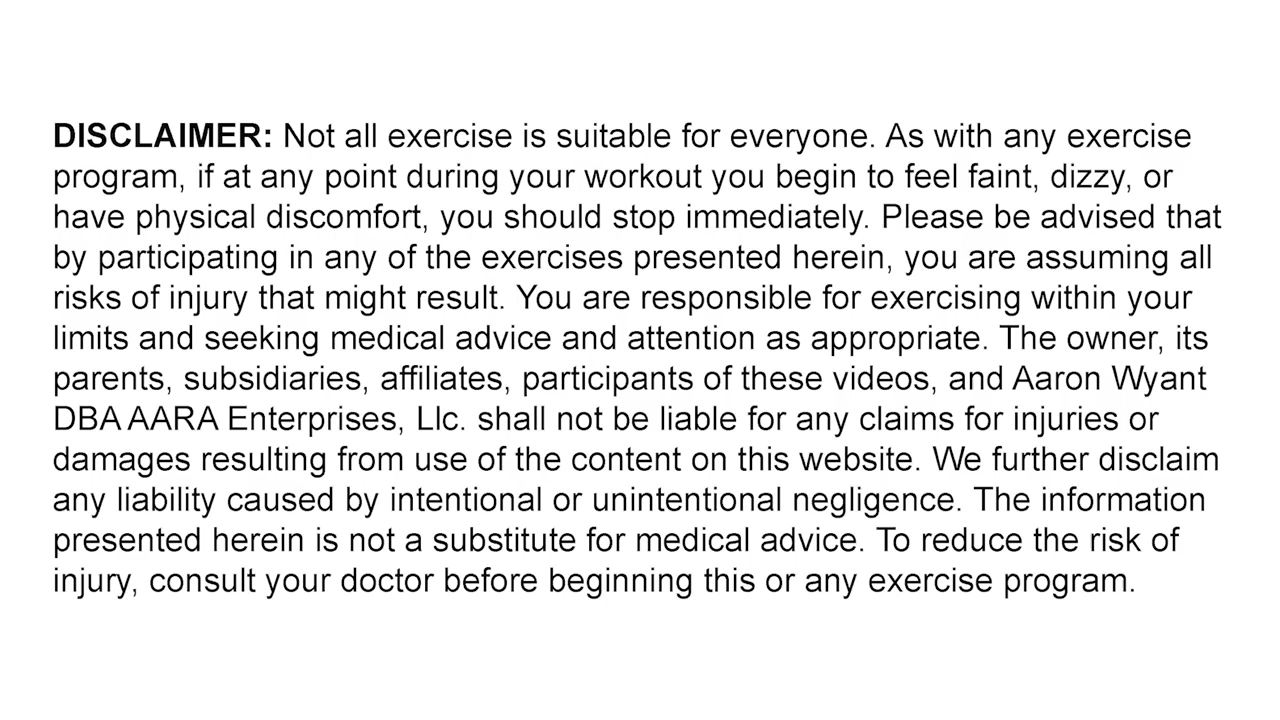 DISCLAIMER: Not all exercise is suitable for everyone. As with any exercise
program, if at any point during your workout you begin to feel faint, dizzy, or
have physical discomfort, you should stop immediately. Please be advised that
by participating in any of the exercises presented herein, you are assuming all
risks of injury that might result. You are responsible for exercising within your
limits and seeking medical advice and attention as appropriate. The owner, its
parents, subsidiaries, affiliates, participants of these videos, and Aaron Wyant
DBA AARA Enterprises, Llc. shall not be liable for any claims for injuries or
damages resulting from use of the content on this website. We further disclaim
any liability caused by intentional or unintentional negligence. The information
presented herein is not a substitute for medical advice. To reduce the risk of
injury, consult your doctor before beginning this or any exercise program.